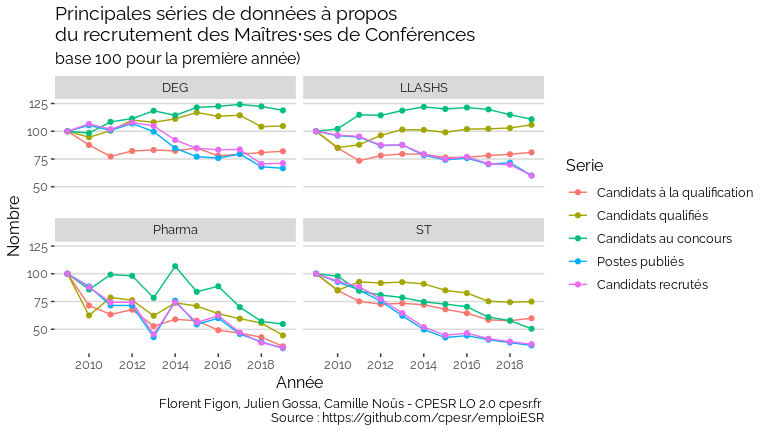 Principales séries de données à propos
du recrutement des Maîtres·ses de Conférences
base 100 pour la première année)
DEG
LLASHS
125
100
75
50
Pharma
ST
125
100
75
50
2010 2012 2014 2016 2018
2010 2012 2014 2016 2018
Nombre
Année
Serie
Candidats à la qualification
Candidats qualifiés
Candidats au concours
Postes publiés
Candidats recrutés
Florent Figon, Julien Gossa, Camille Noûs - CPESR LO 2.0 cpesr.fr
Source : https://github.com/cpesr/emploiESR